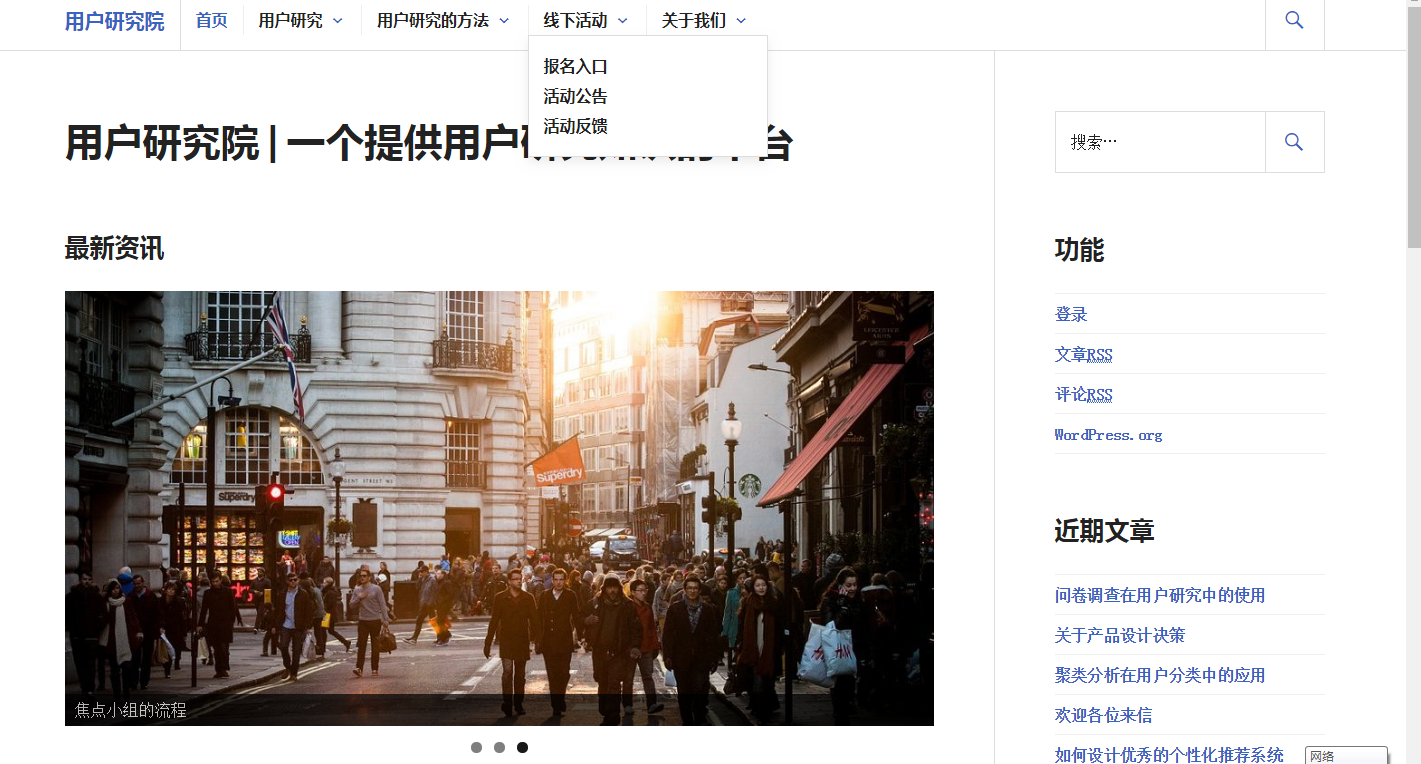 用户研究院
首页
用户研究
用户研究的方法
线下活动
关于我们
报名入口
活动公告
活动反馈
用户研究院 | 一个提供用户
台
搜索…
最新资讯
功能
登录
文章RSS
评论RSS
WordPress.org
LEICESTER
ARMS
Superdry
REGENT STREET W1
Superdry
H&M
焦点小组的流程
近期文章
问卷调查在用户研究中的使用
关于产品设计决策
聚类分析在用户分类中的应用
欢迎各位来信
如何设计优秀的个性化推荐系统
网络